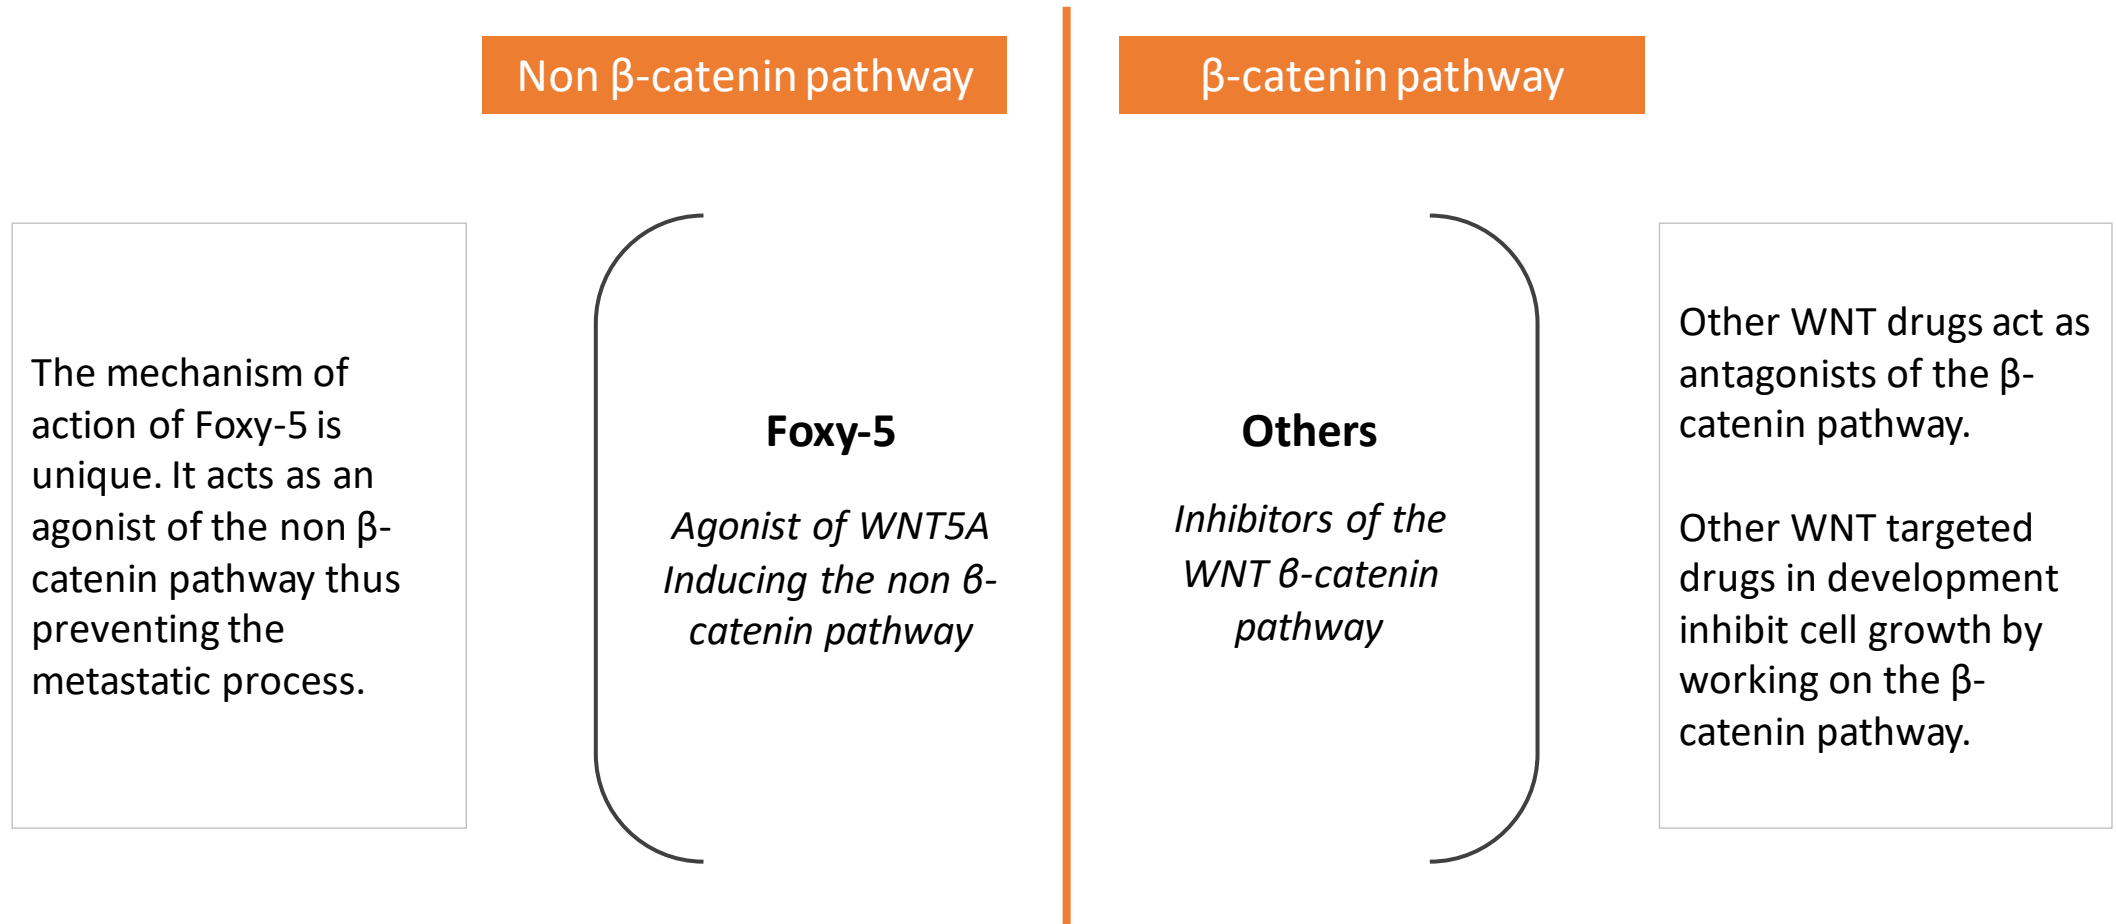 Non β-catenin pathway
β-catenin pathway
The mechanism of
action of Foxy-5 is
unique. It acts as an
agonist of the non β-
catenin pathway thus
preventing the
metastatic process.
Foxy-5
Agonist of WNT5A
Inducing the non β-
catenin pathway
Others
Inhibitors of the
WNT β-catenin
pathway
Other WNT drugs act as
antagonists of the β-
catenin pathway.
Other WNT targeted
drugs in development
inhibit cell growth by
working on the β-
catenin pathway.